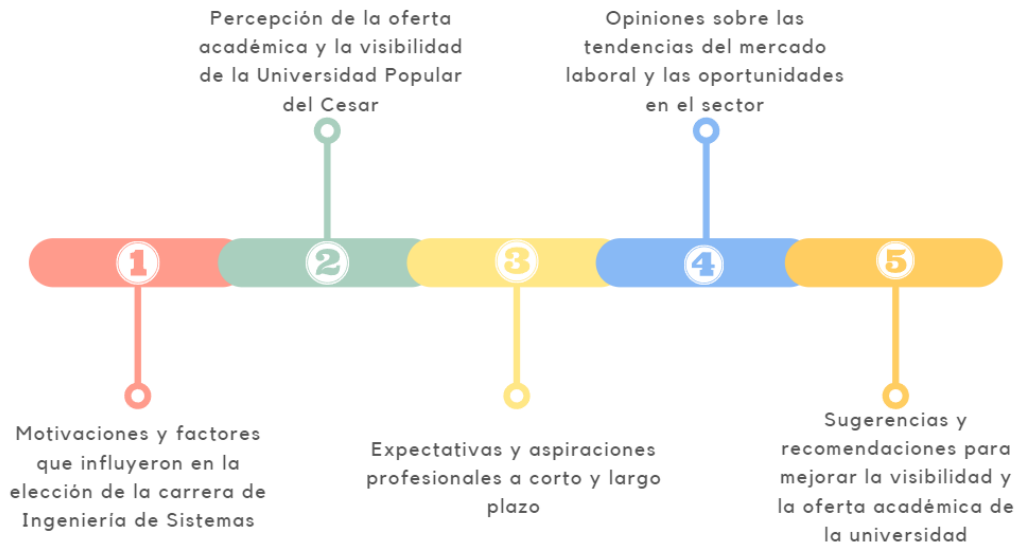 Percepción de la oferta
académica y la visibilidad
de la Universidad Popular
del Cesar
Opiniones sobre las
tendencias del mercado
laboral y las oportunidades
en el sector
1
2
3
4
5
Motivaciones y factores
que influyeron en la
elección de la carrera de
Ingeniería de Sistemas
Expectativas y aspiraciones
profesionales a corto y largo
plazo
Sugerencias y
recomendaciones para
mejorar la visibilidad y
la oferta académica de
la universidad